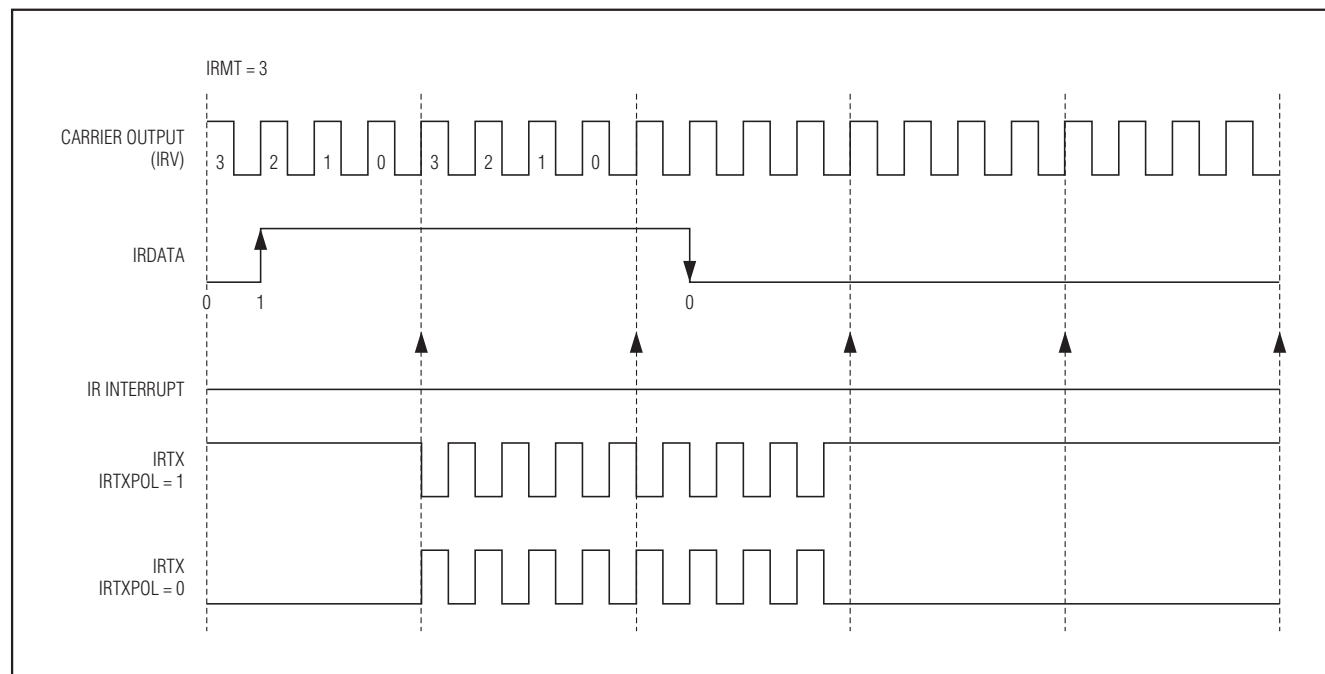 IRMT = 3
CARRIER OUTPUT
(IRV)
3 2 1 0 3 2 1 0
IRDATA
0 1 0
IR INTERRUPT
IRTX
IRTXPOL = 1
IRTX
IRTXPOL = 0